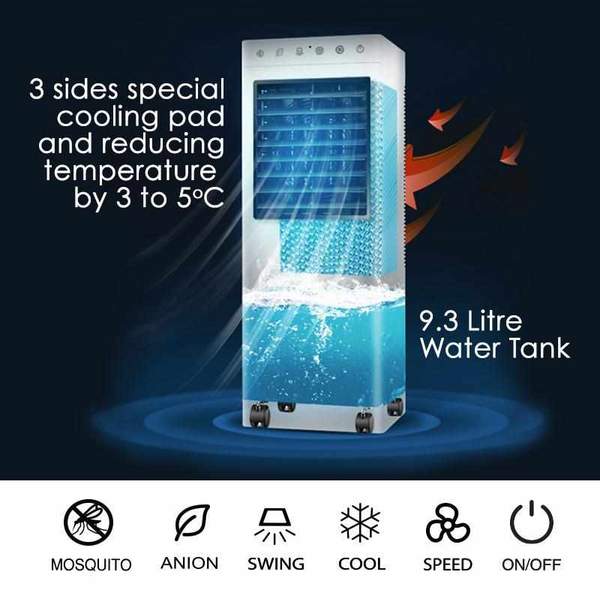 3 sides special
cooling pad
and reducing
temperature
by 3 to 5°C
9.3 Litre
Water Tank
MOSQUITO
ANION
SWING
COOL
SPEED
ON/OFF